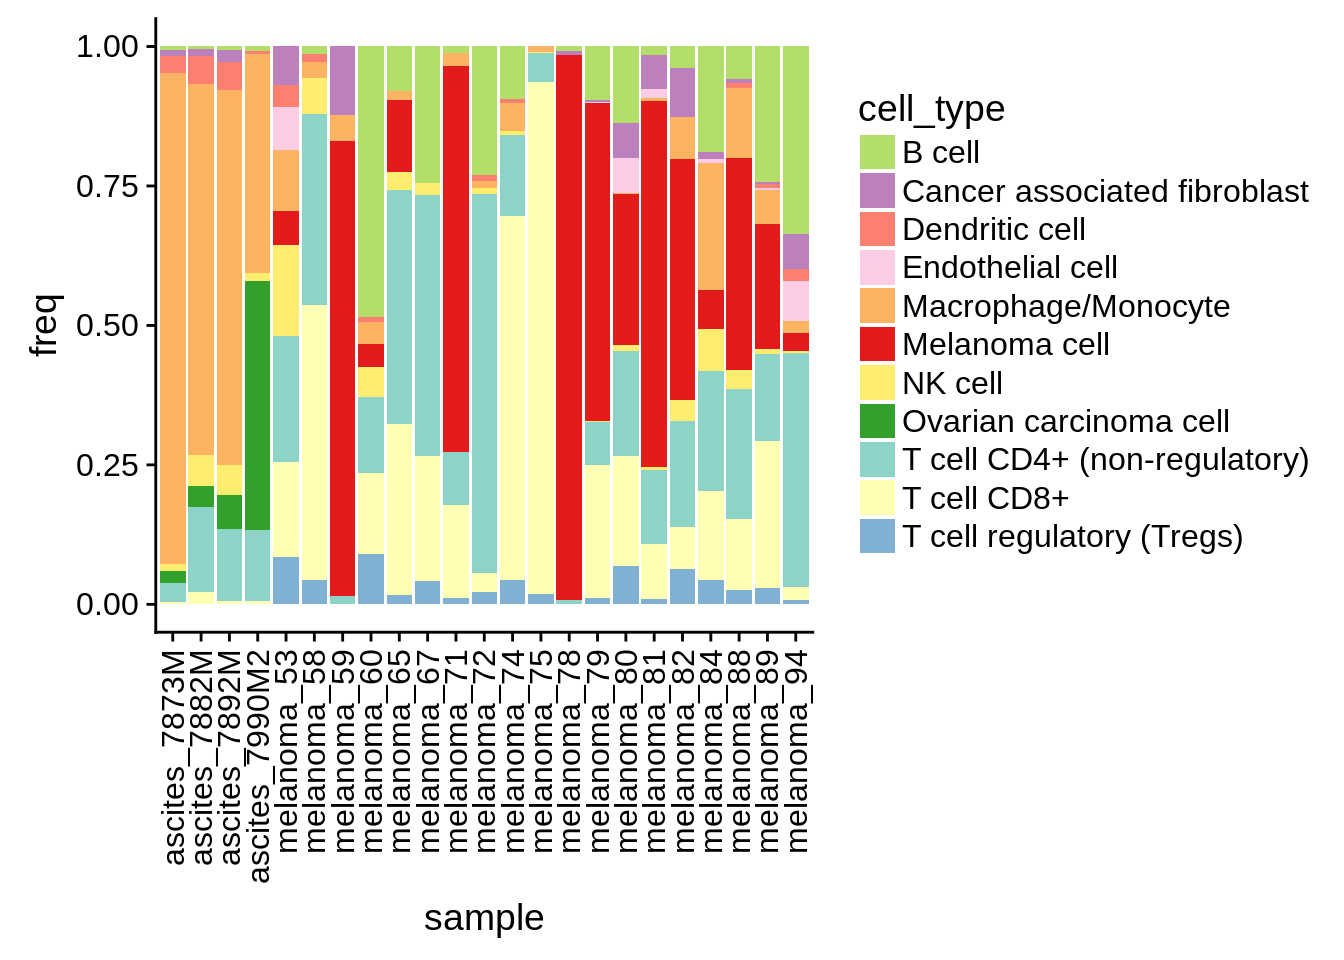 1.00
0.75
0.50
0.25
0.00
freq
ascites_7873M
ascites_7882M
ascites_7892M
ascites_7990M2
melanoma_53
melanoma_58
melanoma_59
melanoma_60
melanoma_65
melanoma_67
melanoma_71
melanoma_72
melanoma_74
melanoma_75
melanoma_78
melanoma_79
melanoma_80
melanoma_81
melanoma_82
melanoma_84
melanoma_88
melanoma_89
melanoma_94
sample
cell_type
B cell
Cancer associated fibroblast
Dendritic cell
Endothelial cell
Macrophage/Monocyte
Melanoma cell
NK cell
Ovarian carcinoma cell
T cell CD4+ (non-regulatory)
T cell CD8+
T cell regulatory (Tregs)